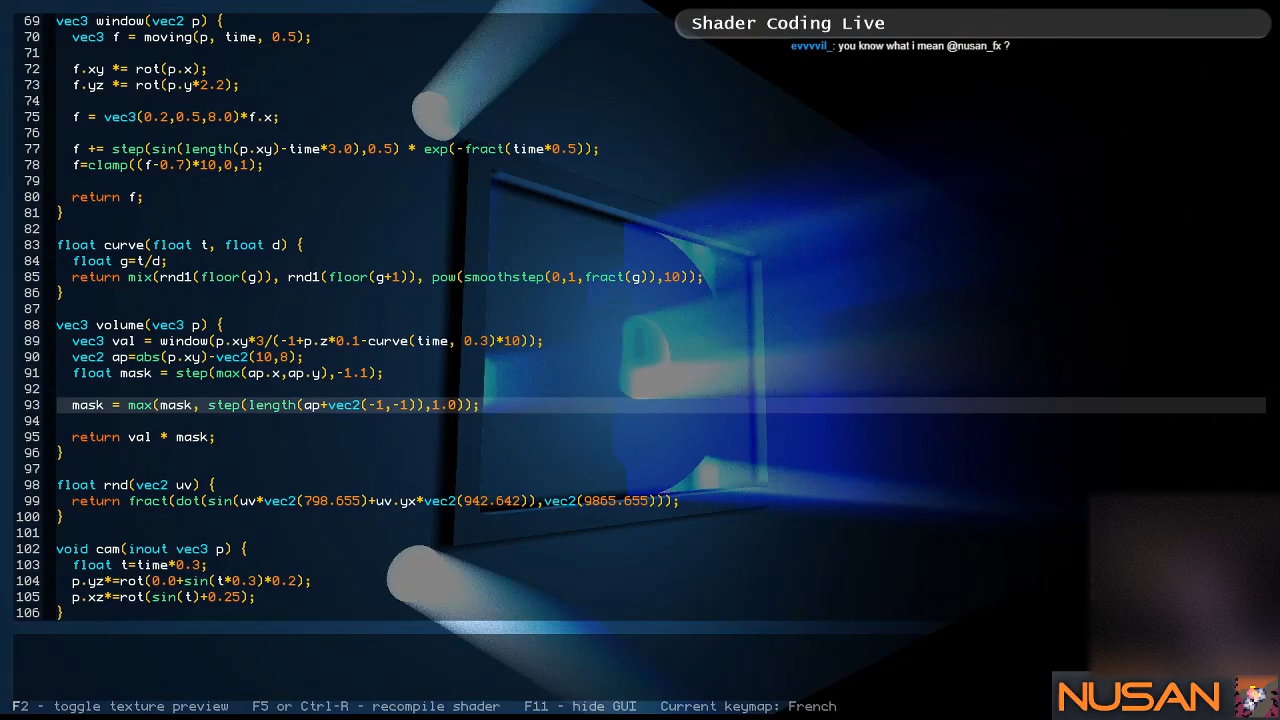 Shader Coding Live
evvvvil_: you know what i mean @nusan_fx ?
69 vec3 window(vec2 p) {
70   vec3 f = moving(p, time, 0.5);
71
72   f.xy *= rot(p.x);
73   f.yz *= rot(p.y*2.2);
74
75   f = vec3(0.2,0.5,8.0)*f.x;
76
77   f += step(sin(length(p.xy)-time*3.0),0.5) * exp(-fract(time*0.5));
78   f=clamp((f-0.7)*10,0,1);
79
80   return f;
81 }
82
83 float curve(float t, float d) {
84   float g=t/d;
85   return mix(rnd1(floor(g)), rnd1(floor(g+1)), pow(smoothstep(0,1,fract(g)),10));
86 }
87
88 vec3 volume(vec3 p) {
89   vec3 val = window(p.xy*3/(-1+p.z*0.1-curve(time, 0.3)*10));
90   vec2 ap=abs(p.xy)-vec2(10,8);
91   float mask = step(max(ap.x,ap.y),-1.1);
92
93   mask = max(mask, step(length(ap+vec2(-1,-1)),1.0));
94
95   return val * mask;
96 }
97
98 float rnd(vec2 uv) {
99   return fract(dot(sin(uv*vec2(798.655)+uv.yx*vec2(942.642)),vec2(9865.655)));
100 }
101
102 void cam(inout vec3 p) {
103   float t=time*0.3;
104   p.yz*=rot(0.0+sin(t*0.3)*0.2);
105   p.xz*=rot(sin(t)+0.25);
106 }
F2 - toggle texture preview   F5 or Ctrl-R - recompile shader   F11 - hide GUI   Current keymap: French
NUSAN